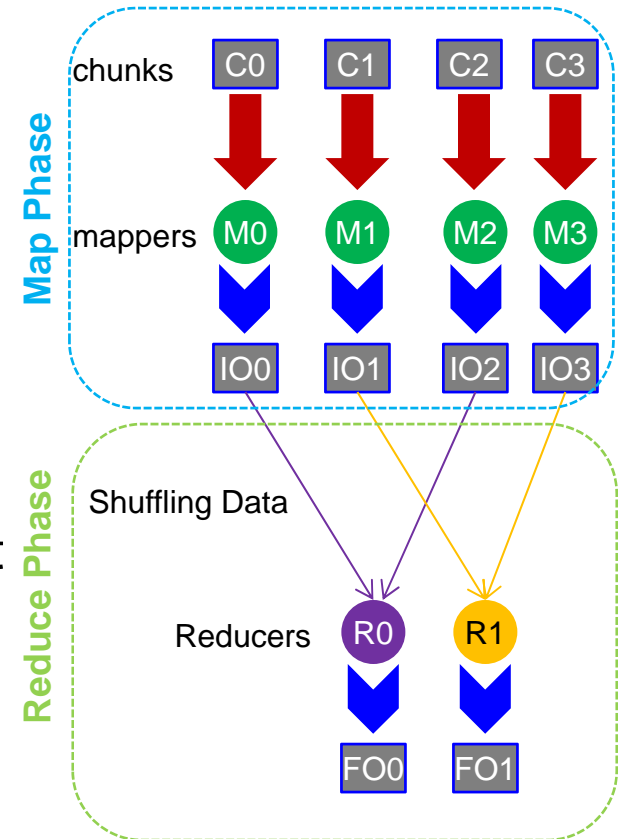 Map Phase
chunks C0 C1 C2 C3
mappers M0 M1 M2 M3
IO0 IO1 IO2 IO3
Reduce Phase
Shuffling Data
Reducers R0 R1
FO0 FO1